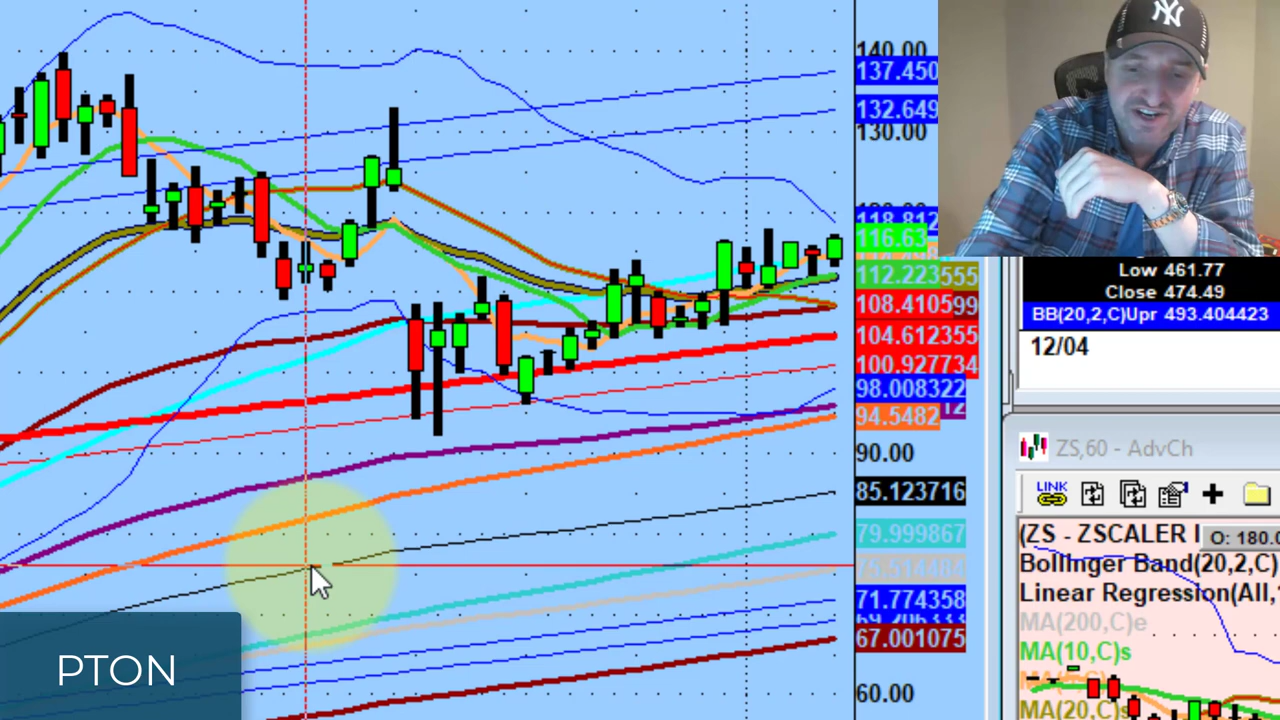 140.00
137.450
132.649
130.00
118.812
116.63
112.223555
108.410599
104.612355
100.927734
98.008322
94.5482
90.00
85.123716
79.999867
71.774358
67.001075
60.00
PTON
NY
Low 461.77
Close 474.49
BB(20,2,C)Upr 493.404423
12/04
ZS,60 - AdvCh
LINK
(ZS - ZSCALER I
O: 180.0
Bollinger Band(20,2,C)
Linear Regression(All,
MA(200,C)e
MA(10,C)s
MA(20,C)s